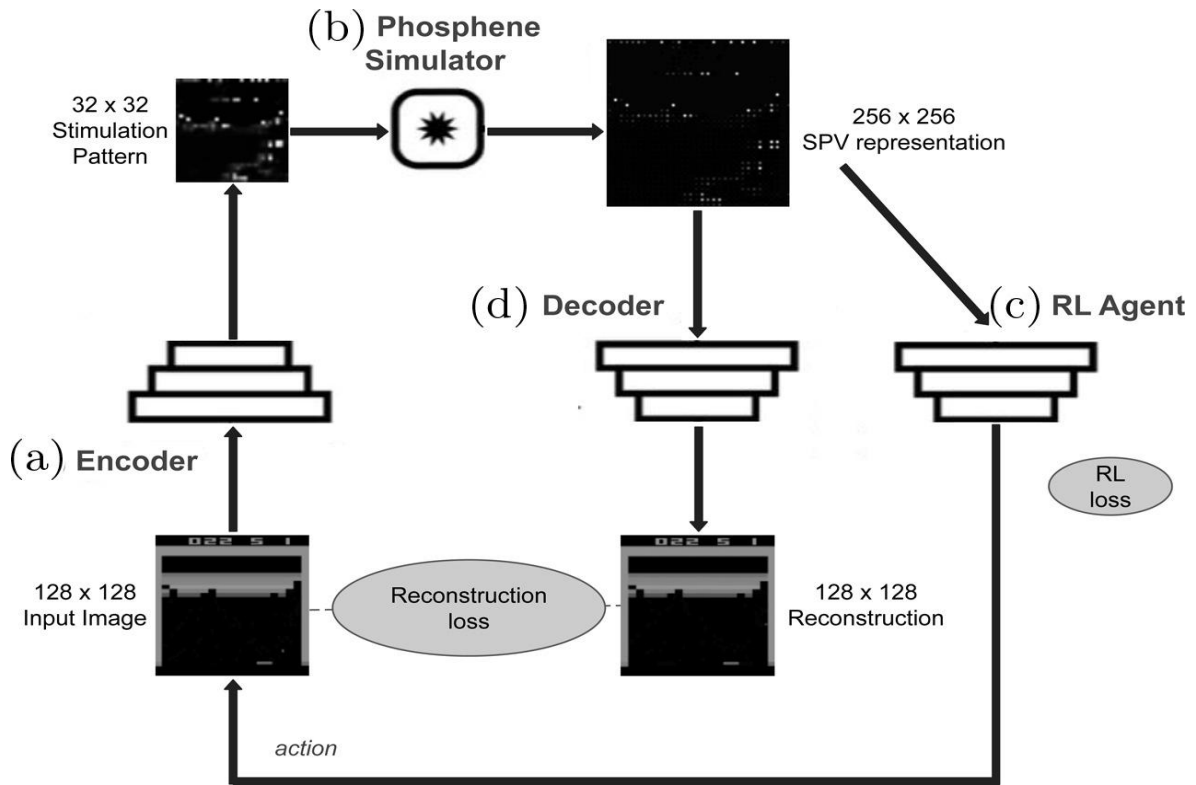 (b) Phosphene
Simulator
32 x 32
Stimulation
Pattern
256 x 256
SPV representation
(d) Decoder
(c) RL Agent
(a) Encoder
RL
loss
022 5 1
022 5 1
128 x 128
Input Image
Reconstruction
loss
128 x 128
Reconstruction
action